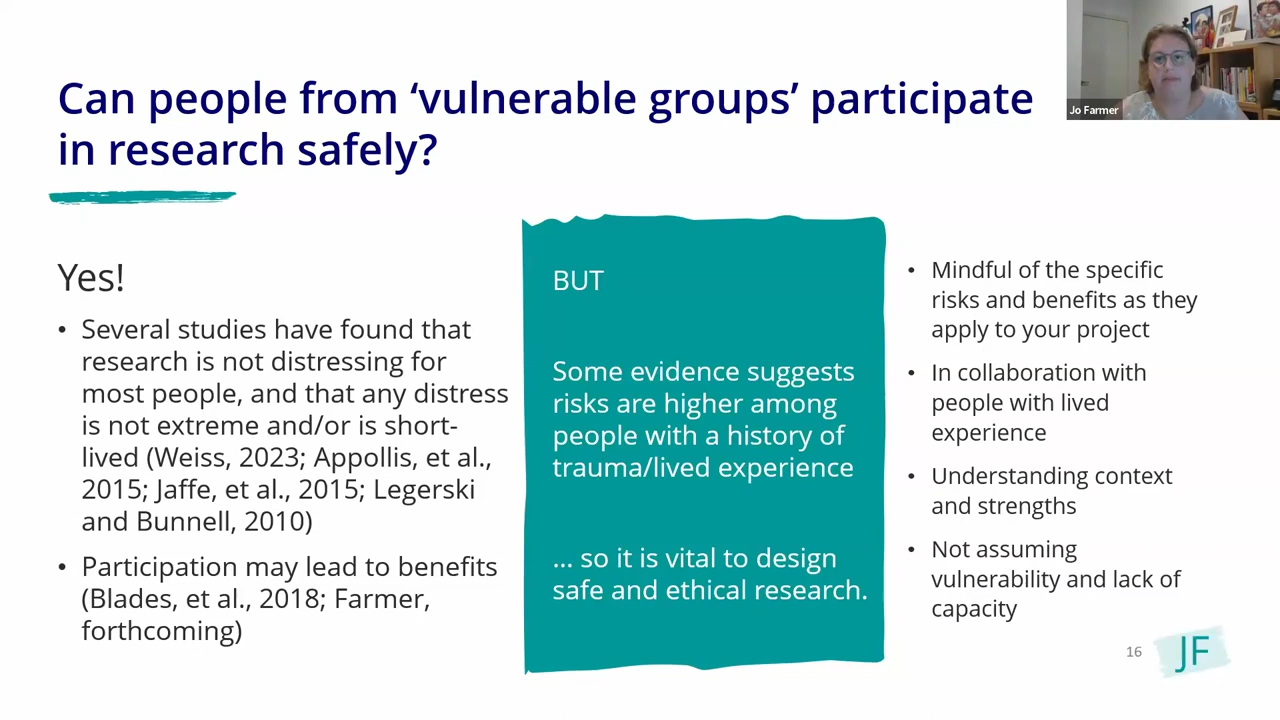 Can people from ‘vulnerable groups’ participate
in research safely?
Jo Farmer
Yes!
• Several studies have found that
research is not distressing for
most people, and that any distress
is not extreme and/or is short-
lived (Weiss, 2023; Appollis, et al.,
2015; Jaffe, et al., 2015; Legerski
and Bunnell, 2010)
• Participation may lead to benefits
(Blades, et al., 2018; Farmer,
forthcoming)
BUT
Some evidence suggests
risks are higher among
people with a history of
trauma/lived experience
... so it is vital to design
safe and ethical research.
• Mindful of the specific
risks and benefits as they
apply to your project
• In collaboration with
people with lived
experience
• Understanding context
and strengths
• Not assuming
vulnerability and lack of
capacity
16
JF